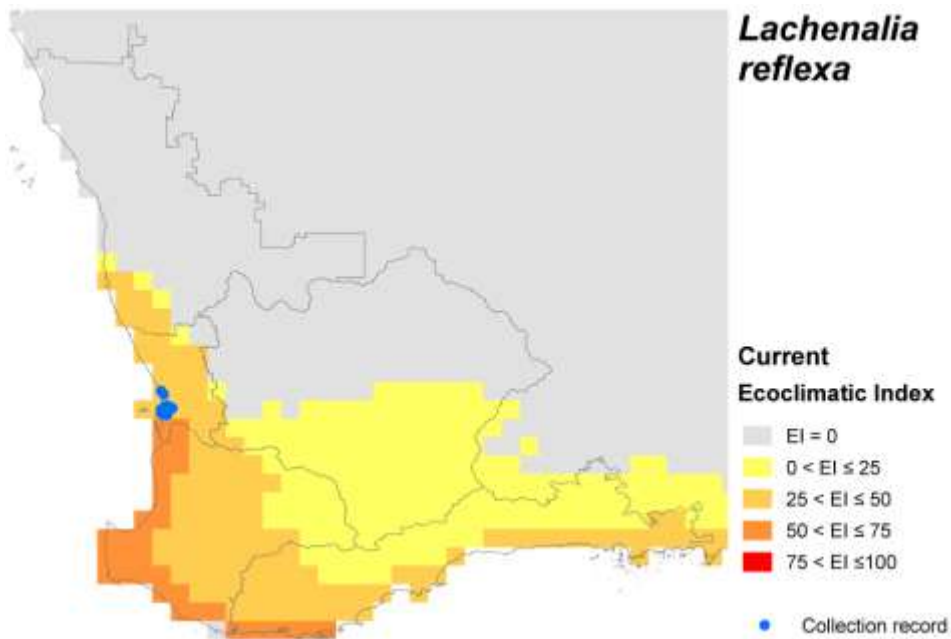 Lachenalia
reflexa
Current
Ecoclimatic Index
EI = 0
0 < EI ≤ 25
25 < EI ≤ 50
50 < EI ≤ 75
75 < EI ≤100
Collection record